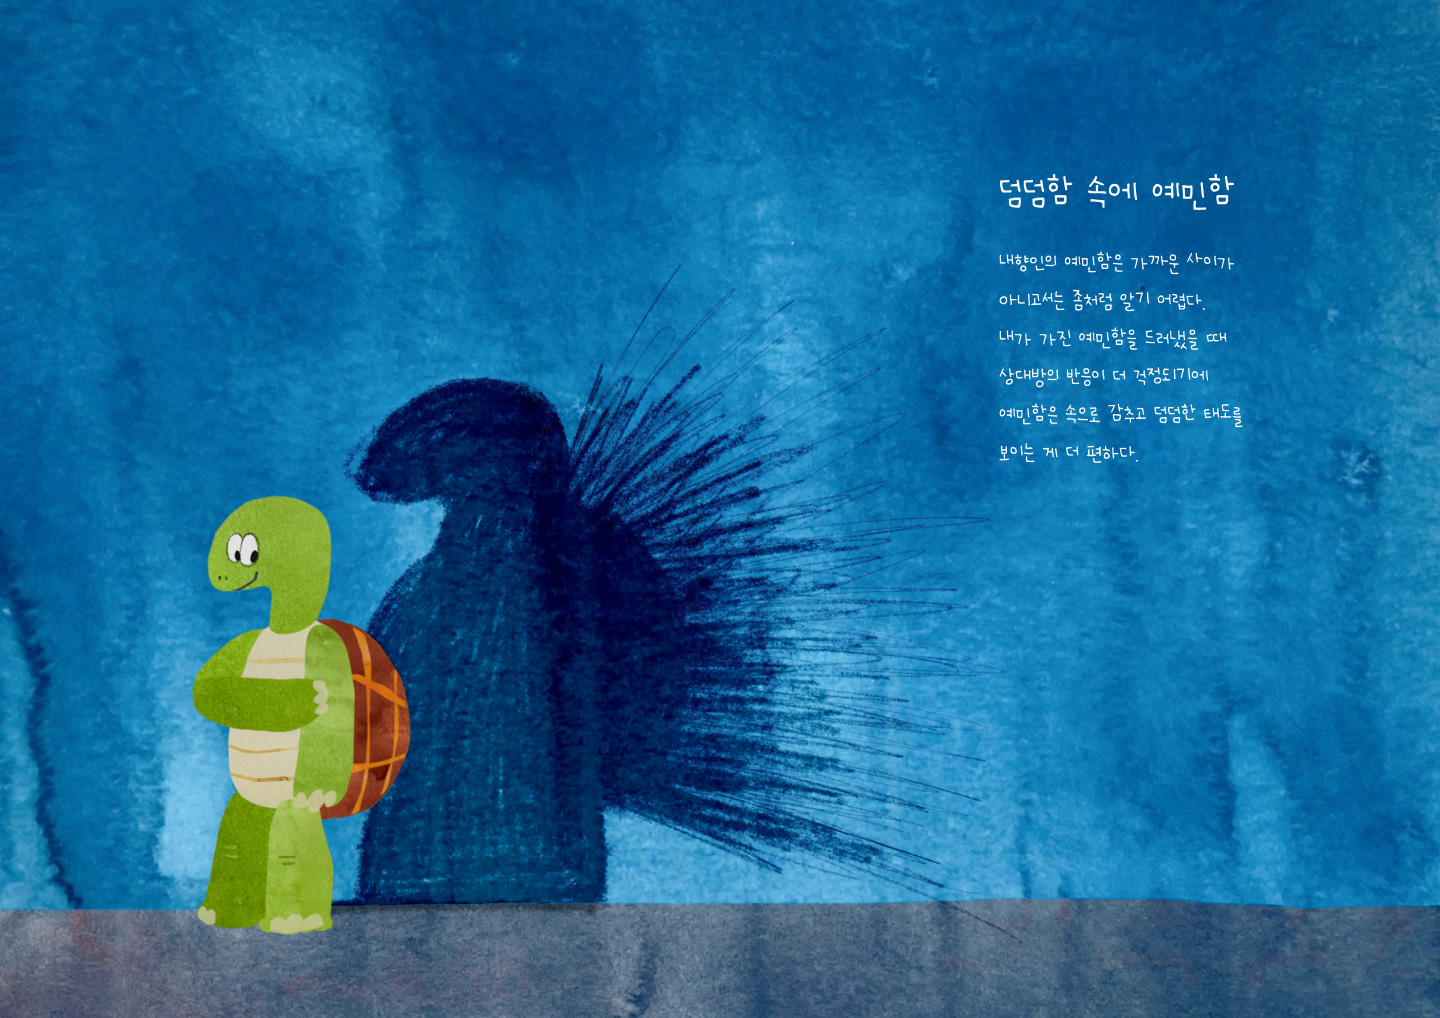 덤덤함 속에 예민함
내향인의 예민함은 가까운 사이가
아니고서는 좀처럼 알기 어렵다.
내가 가진 예민함을 드러냈을 때
상대방의 반응이 더 걱정되기에
예민함은 속으로 감추고 덤덤한 태도를
보이는 게 더 편하다.